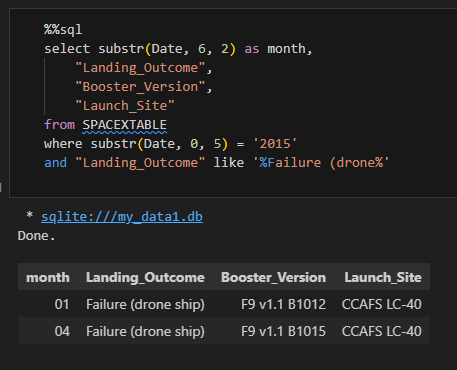 %%sql
select substr(Date, 6, 2) as month,
"Landing_Outcome",
"Booster_Version",
"Launch_Site"
from SPACEXTABLE
where substr(Date, 0, 5) = '2015'
and "Landing_Outcome" like '%Failure (drone%'
* sqlite:///my_data1.db
Done.
month Landing_Outcome Booster_Version Launch_Site
01 Failure (drone ship) F9 v1.1 B1012 CCAFS LC-40
04 Failure (drone ship) F9 v1.1 B1015 CCAFS LC-40